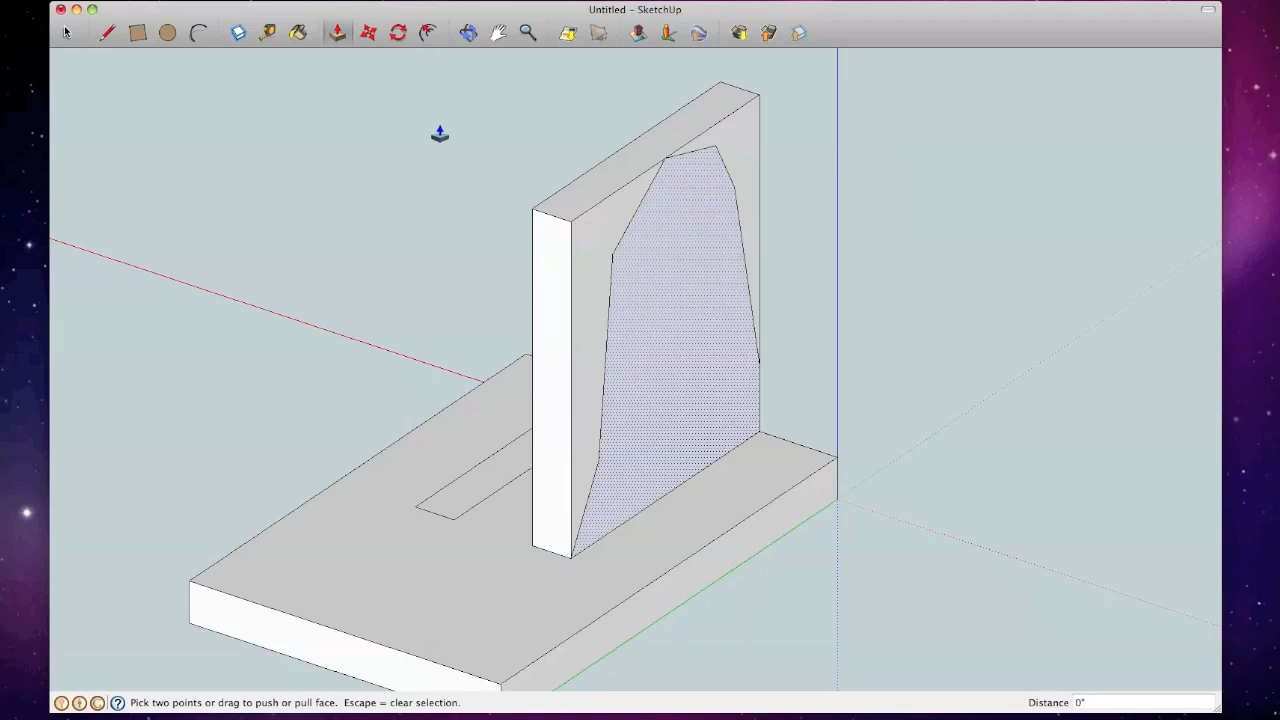 Untitled – SketchUp
Pick two points or drag to push or pull face.  Escape = clear selection.
Distance 0"